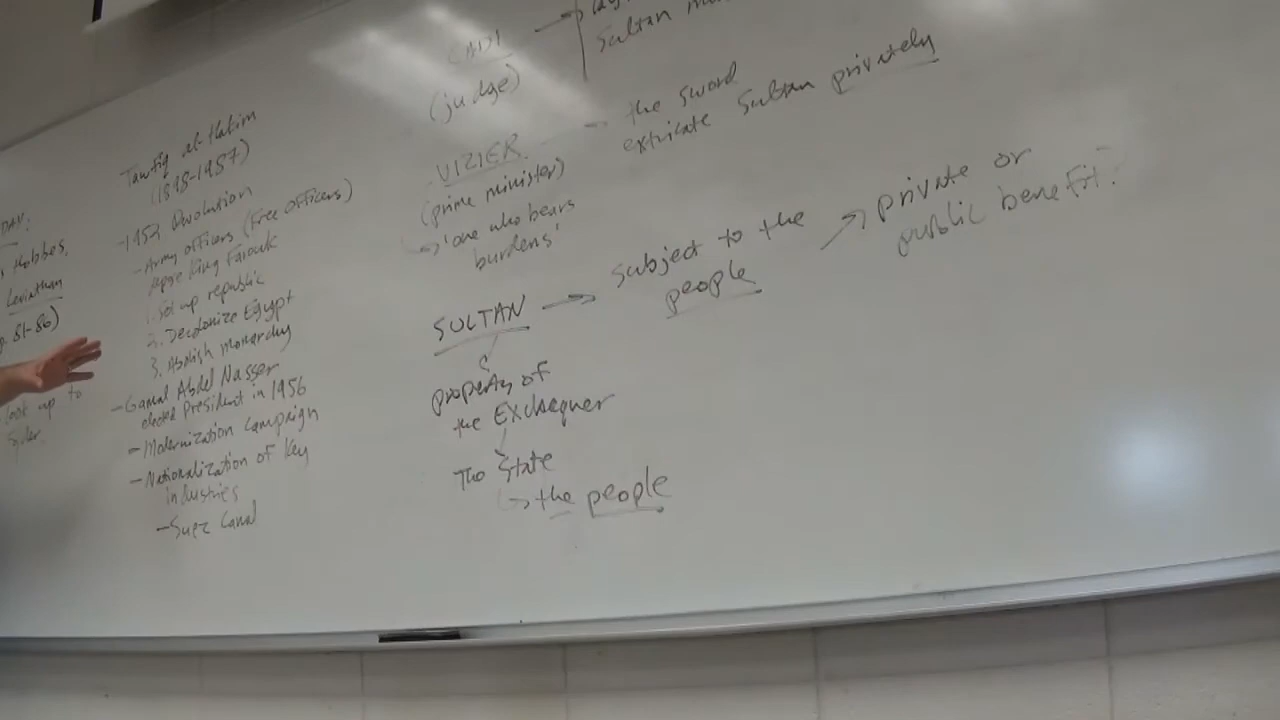 DAY:
Hobbes,
Leviathan
81-86)
look up to
Tawfiq al-Hakim
(1898-1987)
-1952 Revolution
-Army officers (Free Officers)
depose King Farouk
1. Set up republic
2. Decolonize Egypt
3. Abolish monarchy
-Gamal Abdel Nasser
elected President in 1956
-Modernization Campaign
-Nationalization of key
industries
-Suez Canal
CADI
(judge)
Sultan
VIZIER
(prime minister)
'one who bears
burdens'
the sword
extricate Sultan privately
SULTAN → subject to the
people
→ private or
public benefit?
property of
the Exchequer
The State
↳ the people